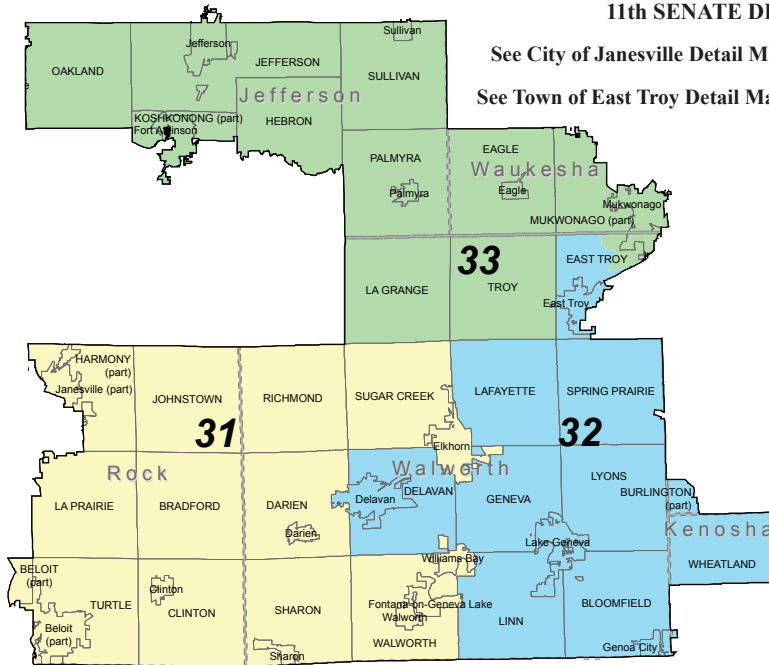 11th SENATE DI
See City of Janesville Detail M
See Town of East Troy Detail Ma
Jefferson
Sullivan
OAKLAND
JEFFERSON
SULLIVAN
Jefferson
KOSHKONONG (part)
Fort Atkinson
HEBRON
PALMYRA
EAGLE
Waukesha
Palmyra
Eagle
Mukwonago
MUKWONAGO (part)
33
EAST TROY
LA GRANGE
TROY
East Troy
HARMONY
(part)
Janesville (part)
JOHNSTOWN
RICHMOND
SUGAR CREEK
LAFAYETTE
SPRING PRAIRIE
31
32
Elkhorn
Rock
Walworth
LYONS
LA PRAIRIE
BRADFORD
DARIEN
Delavan
DELAVAN
GENEVA
BURLINGTON
(part)
Darien
Lake Geneva
Kenosha
BELOIT
(part)
Williams Bay
WHEATLAND
Clinton
TURTLE
CLINTON
SHARON
Fontana-on-Geneva Lake
Walworth
LINN
BLOOMFIELD
Beloit
(part)
Sharon
WALWORTH
Genoa City